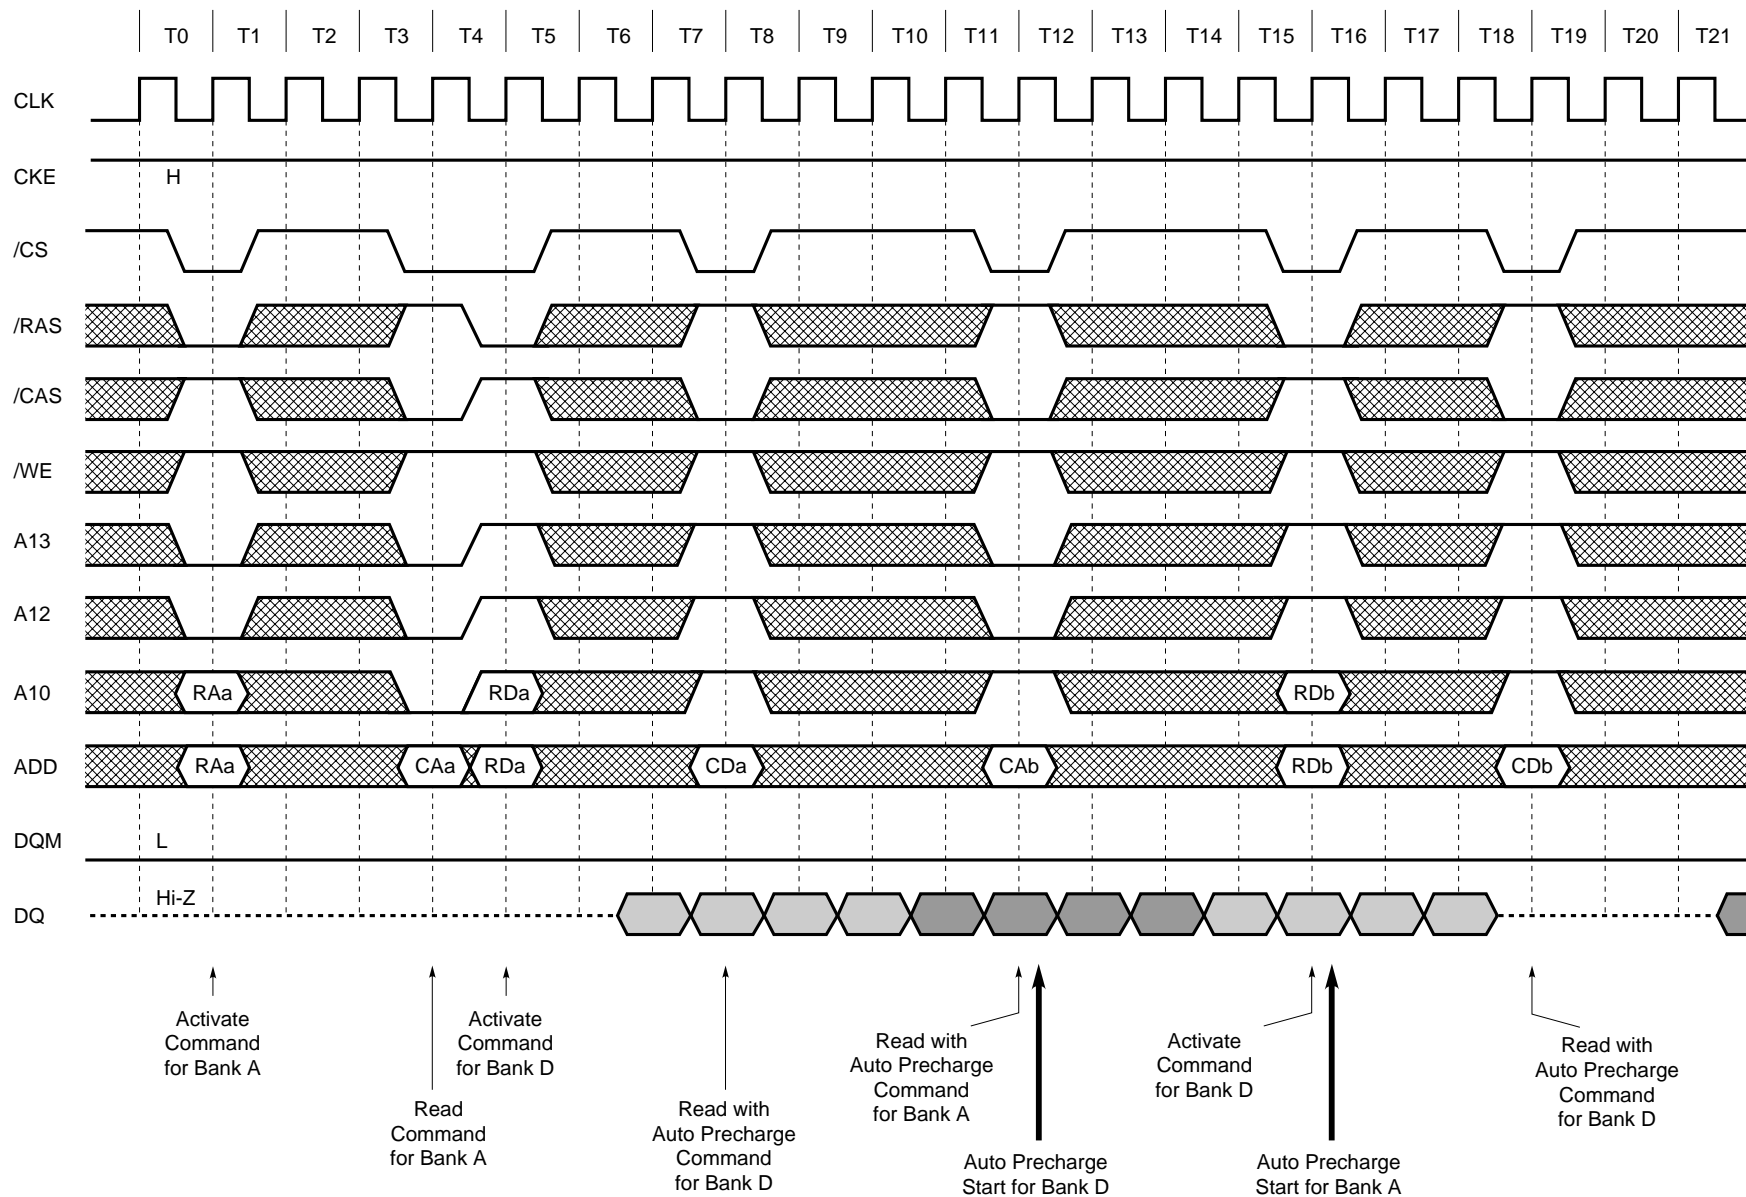 T0 T1 T2 T3 T4 T5 T6 T7 T8 T9 T10 T11 T12 T13 T14 T15 T16 T17 T18 T19 T20 T21
CLK
CKE H
/CS
/RAS
/CAS
/WE
A13
A12
A10 RAa RDa RDb
ADD RAa CAa RDa CDa CAb RDb CDb
DQM L
Hi-Z
DQ
Activate
Command
for Bank A
Read
Command
for Bank A
Activate
Command
for Bank D
Read with
Auto Precharge
Command
for Bank D
Read with
Auto Precharge
Command
for Bank A
Auto Precharge
Start for Bank D
Activate
Command
for Bank D
Auto Precharge
Start for Bank A
Read with
Auto Precharge
Command
for Bank D